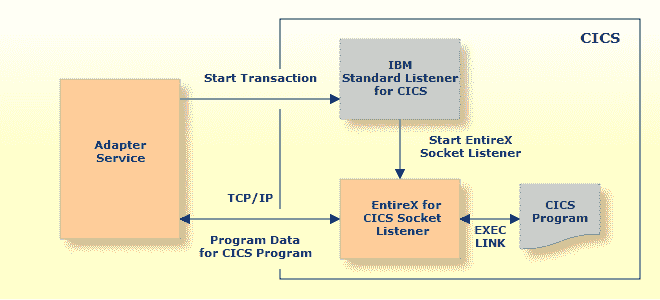 CICS
IBM
Standard Listener
for CICS
Start Transaction
Adapter
Service
Start EntireX
Socket Listener
TCP/IP
EntireX for
CICS Socket
Listener
CICS
Program
EXEC
LINK
Program Data
for CICS Program